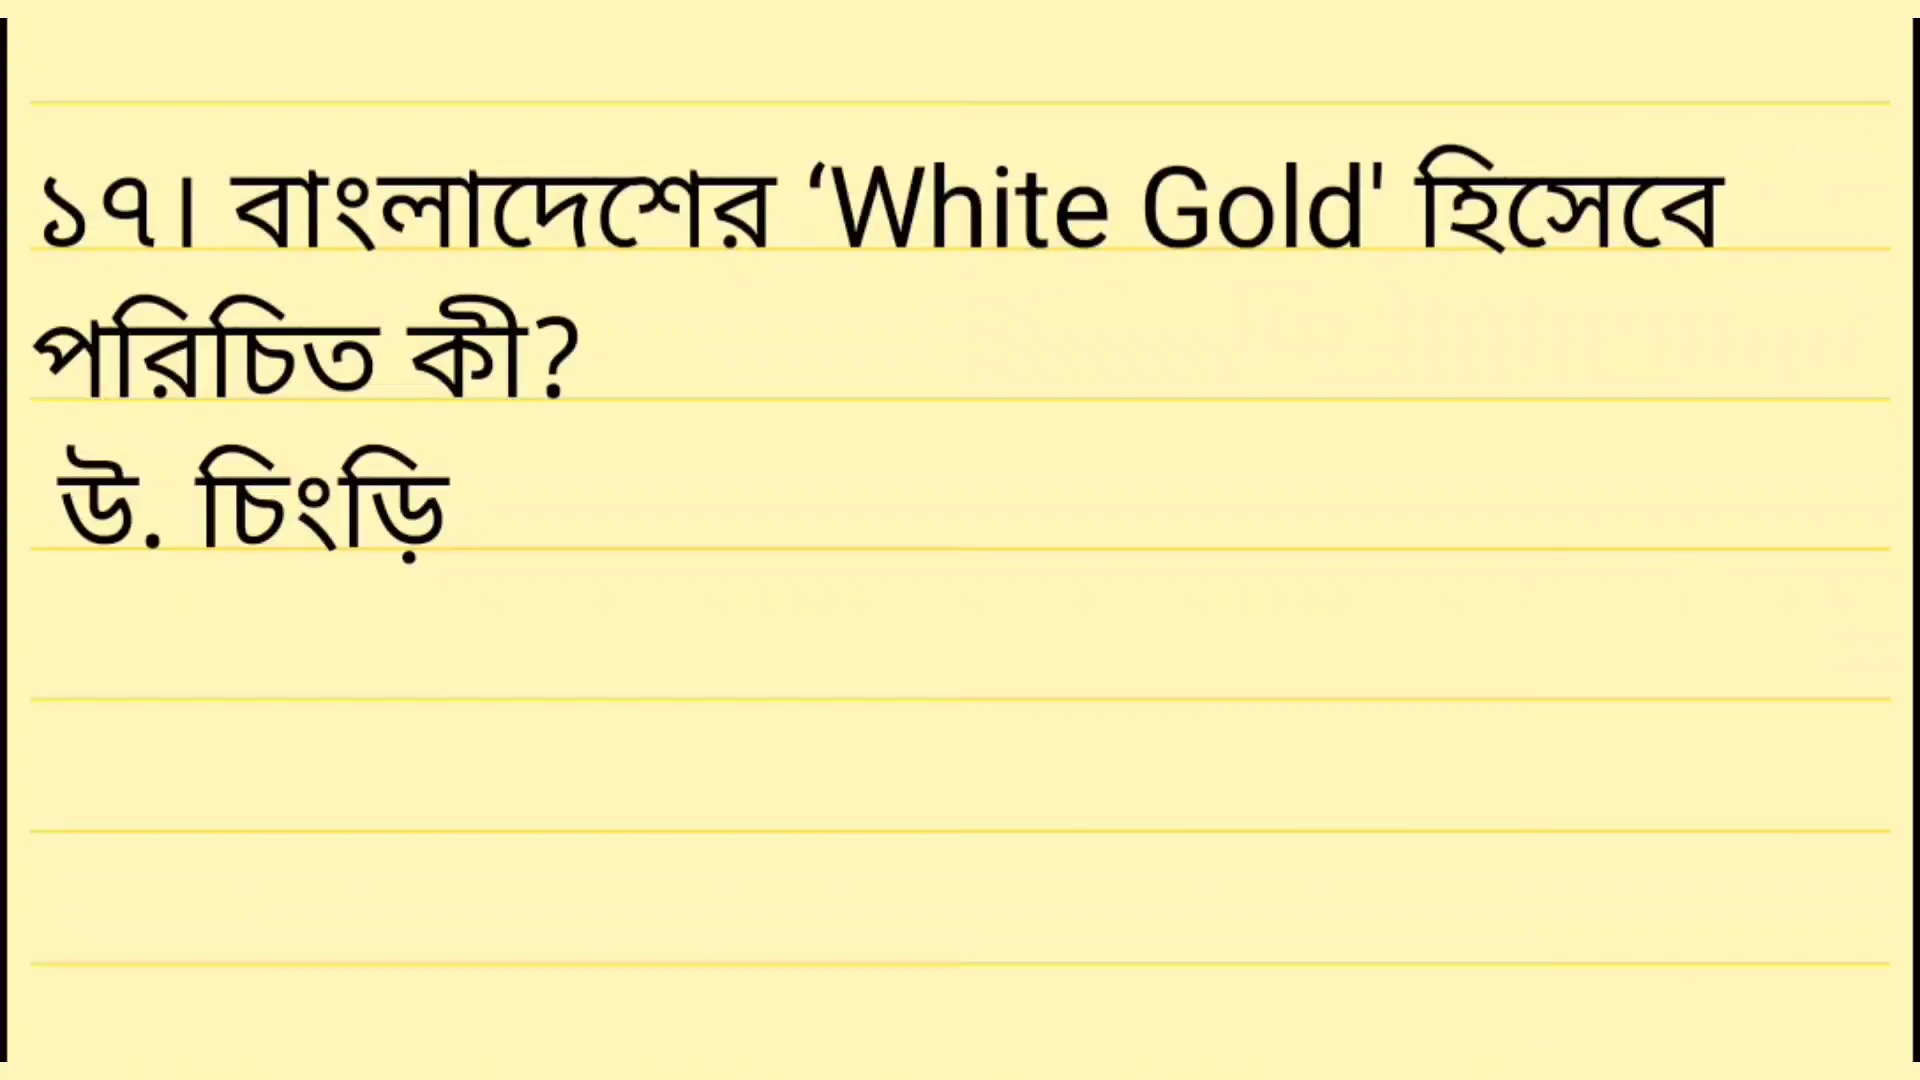 ১৭। বাংলাদেশের ‘White Gold' হিসেবে
পরিচিত কী?
উ. চিংড়ি